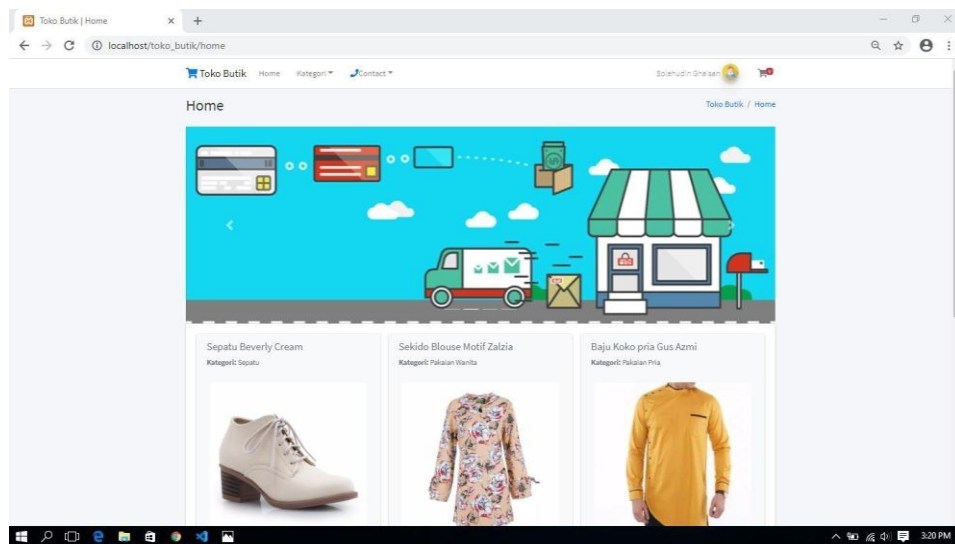 Toko Butik | Home
localhost/toko_butik/home
Toko Butik Home Kategori Contact Solehudin Ghaisan 0
Home
Toko Butik / Home
Sepatu Beverly Cream
Kategori: Sepatu
Sekido Blouse Motif Zalzia
Kategori: Pakaian Wanita
Baju Koko pria Gus Azmi
Kategori: Pakaian Pria
3:20 PM